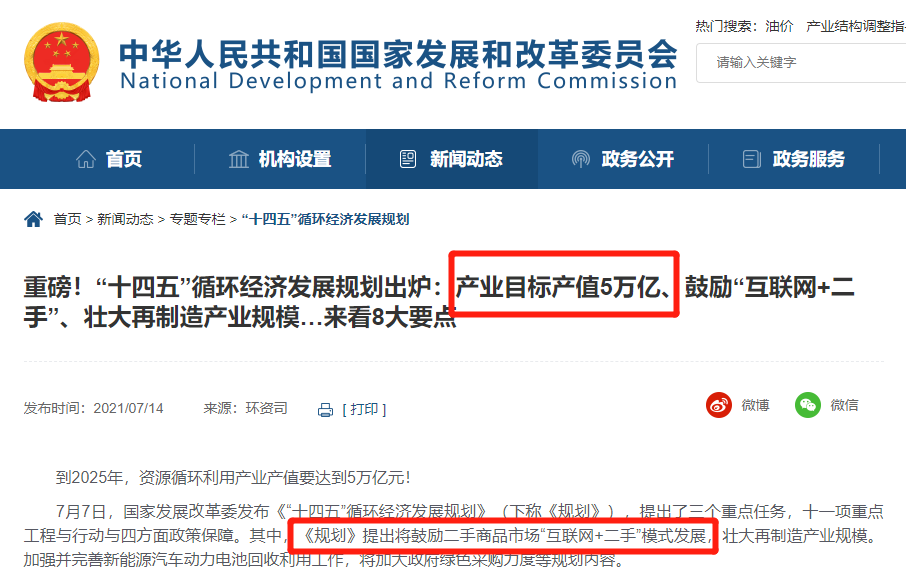 热门搜索：油价 产业结构调整指
中华人民共和国国家发展和改革委员会
National Development and Reform Commission
请输入关键字
首页 机构设置 新闻动态 政务公开 政务服务
首页 > 新闻动态 > 专题专栏 > “十四五”循环经济发展规划
重磅！“十四五”循环经济发展规划出炉：产业目标产值5万亿、鼓励“互联网+二
手”、壮大再制造产业规模…来看8大要点
发布时间：2021/07/14 来源：环资司 [ 打印 ] 微博 微信
到2025年，资源循环利用产业产值要达到5万亿元！
7月7日，国家发展改革委发布《“十四五”循环经济发展规划》（下称《规划》），提出了三个重点任务，十一项重点
工程与行动与四方面政策保障。其中，《规划》提出将鼓励二手商品市场“互联网+二手”模式发展，壮大再制造产业规模。
加强并完善新能源汽车动力电池回收利用工作，将加大政府绿色采购力度等规划内容。